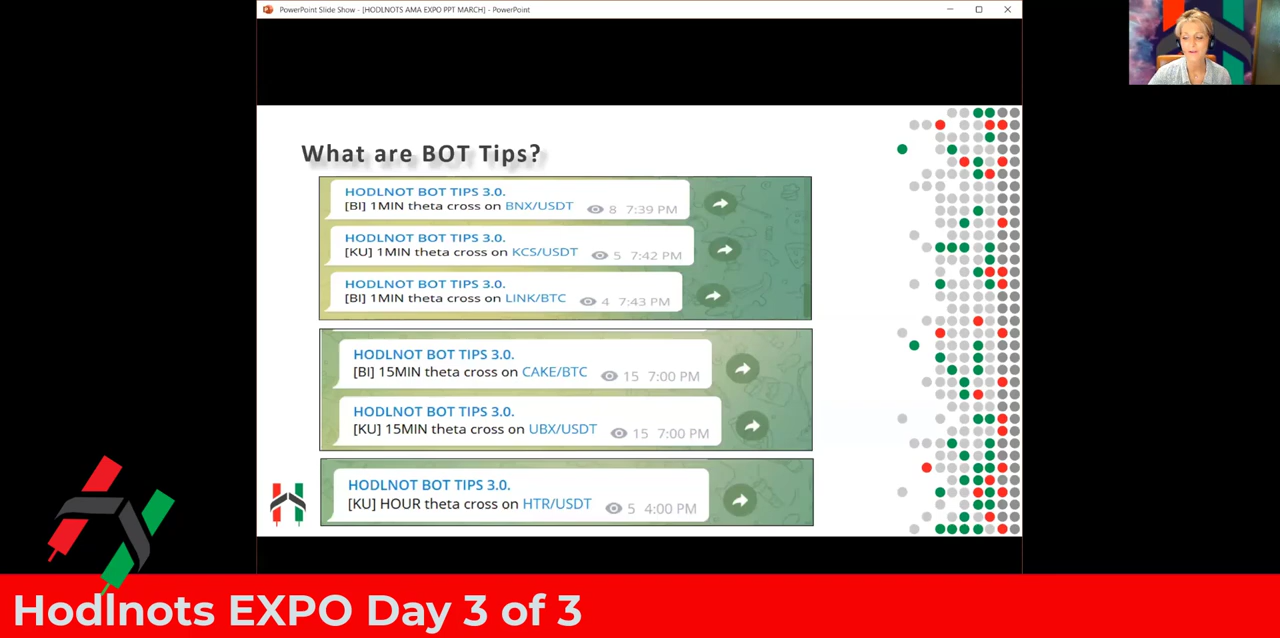 PowerPoint Slide Show - [HODLNOTS AMA EXPO PPT MARCH] - PowerPoint
What are BOT Tips?
HODLNOT BOT TIPS 3.0.
[BI] 1MIN theta cross on BNX/USDT 8 7:39 PM
HODLNOT BOT TIPS 3.0.
[KU] 1MIN theta cross on KCS/USDT 5 7:42 PM
HODLNOT BOT TIPS 3.0.
[BI] 1MIN theta cross on LINK/BTC 4 7:43 PM
HODLNOT BOT TIPS 3.0.
[BI] 15MIN theta cross on CAKE/BTC 15 7:00 PM
HODLNOT BOT TIPS 3.0.
[KU] 15MIN theta cross on UBX/USDT 15 7:00 PM
HODLNOT BOT TIPS 3.0.
[KU] HOUR theta cross on HTR/USDT 5 4:00 PM
Hodlnots EXPO Day 3 of 3